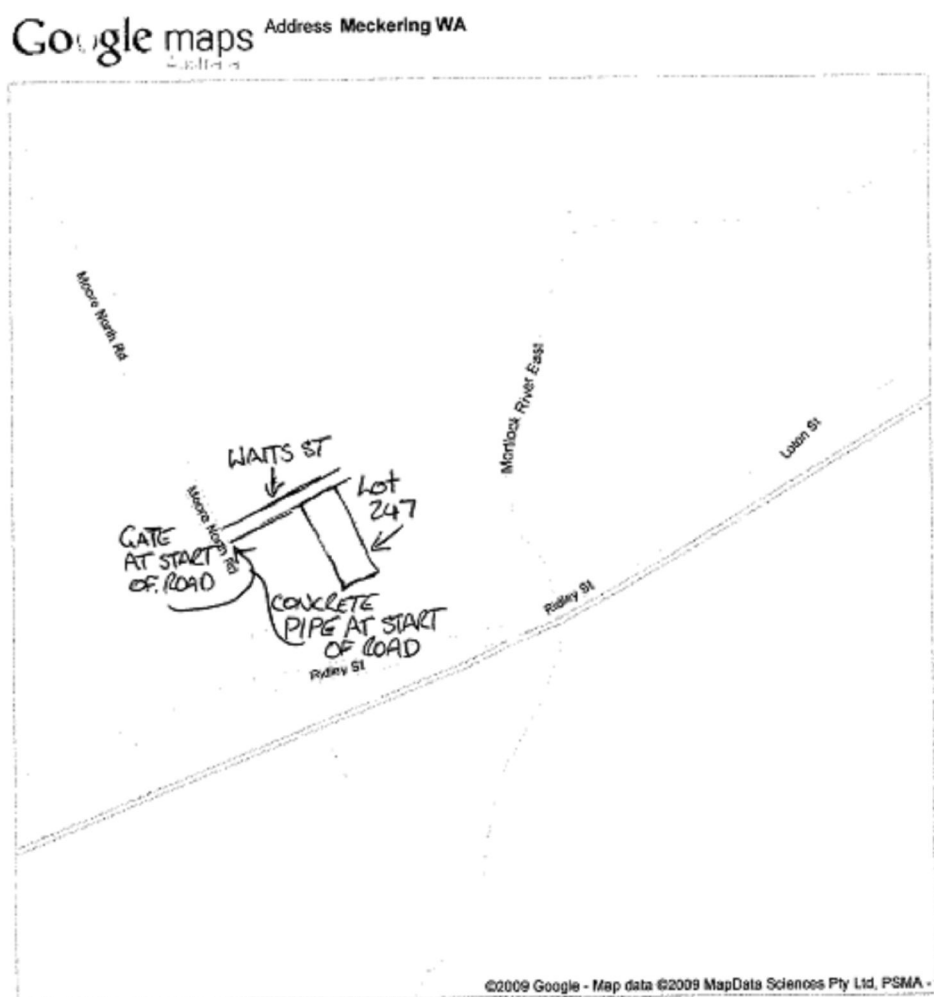 Google maps
Australia
Address Meckering WA
Moore North Rd
Mortlock River East
Loton St
WAITS ST
Lot
247
Moore North Rd
GATE
AT START
OF ROAD
CONCRETE
PIPE AT START
OF ROAD
Ridley St
Ridley St
©2009 Google - Map data ©2009 MapData Sciences Pty Ltd, PSMA -